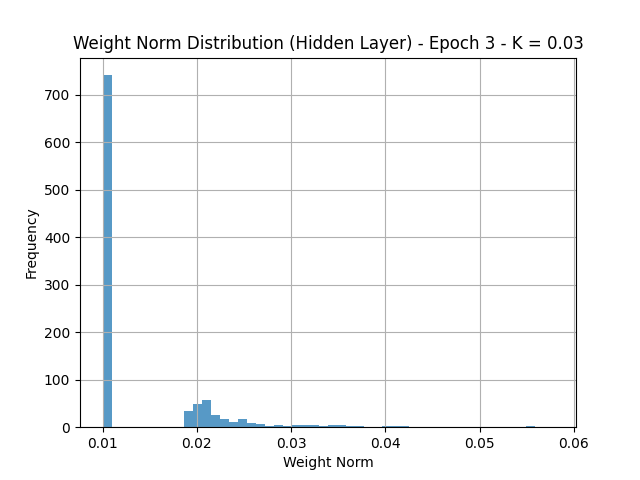 Weight Norm Distribution (Hidden Layer) - Epoch 3 - K = 0.03
700
600
500
400
300
200
100
0
Frequency
0.01 0.02 0.03 0.04 0.05 0.06
Weight Norm